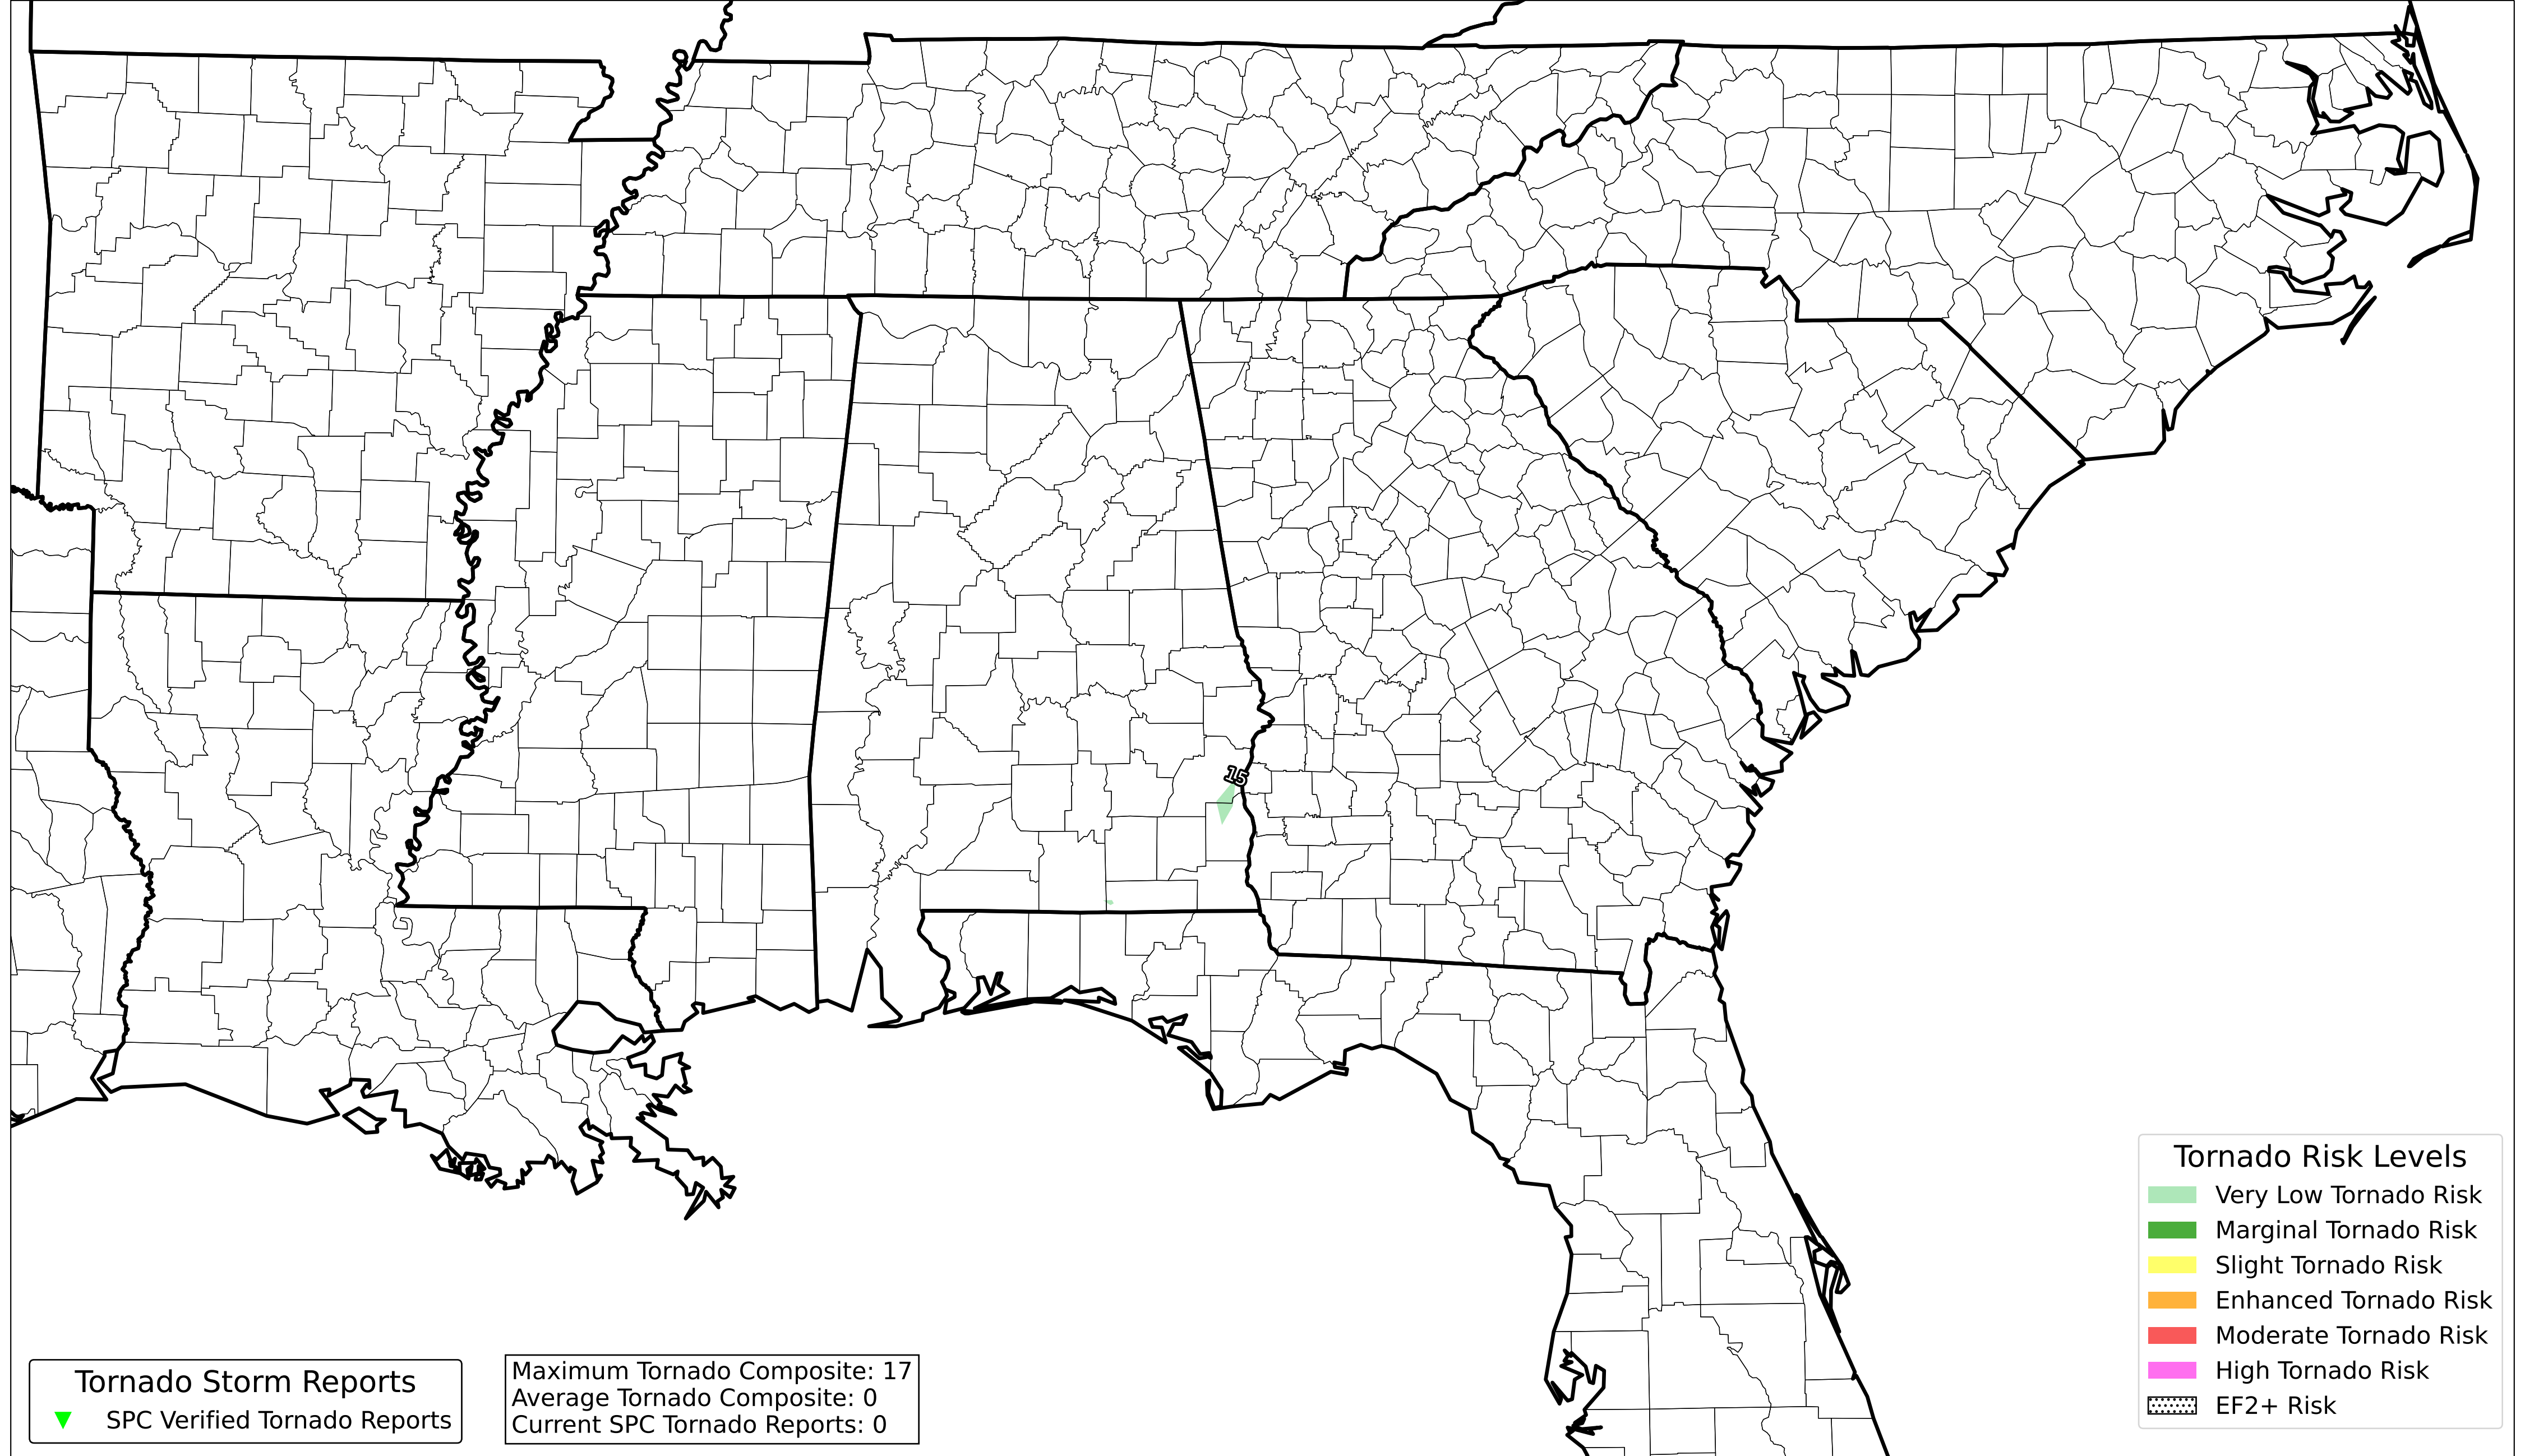 15
Tornado Risk Levels
Very Low Tornado Risk
Marginal Tornado Risk
Slight Tornado Risk
Enhanced Tornado Risk
Moderate Tornado Risk
High Tornado Risk
EF2+ Risk
Tornado Storm Reports
SPC Verified Tornado Reports
Maximum Tornado Composite: 17
Average Tornado Composite: 0
Current SPC Tornado Reports: 0